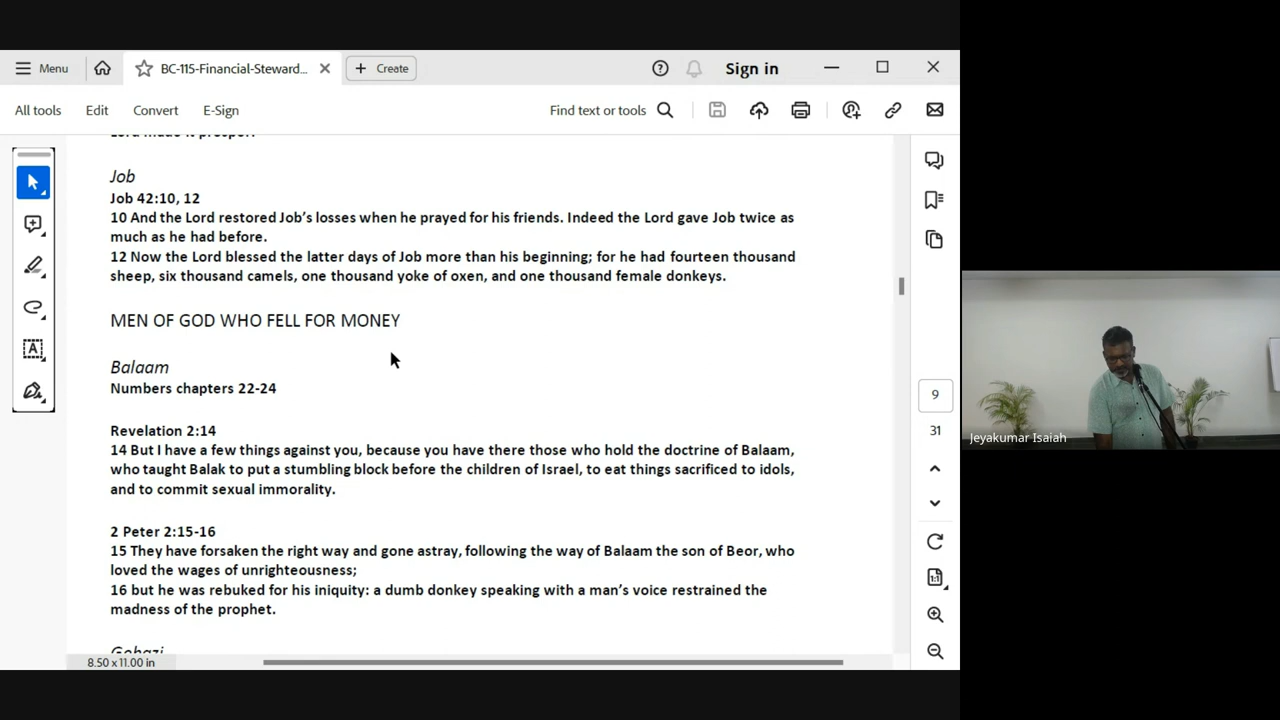 Menu
BC-115-Financial-Steward...
Create
Sign in
All tools
Edit
Convert
E-Sign
Find text or tools
Lord made it prosper.
Job
Job 42:10, 12
10 And the Lord restored Job's losses when he prayed for his friends. Indeed the Lord gave Job twice as
much as he had before.
12 Now the Lord blessed the latter days of Job more than his beginning; for he had fourteen thousand
sheep, six thousand camels, one thousand yoke of oxen, and one thousand female donkeys.
MEN OF GOD WHO FELL FOR MONEY
Balaam
Numbers chapters 22-24
Revelation 2:14
14 But I have a few things against you, because you have there those who hold the doctrine of Balaam,
who taught Balak to put a stumbling block before the children of Israel, to eat things sacrificed to idols,
and to commit sexual immorality.
2 Peter 2:15-16
15 They have forsaken the right way and gone astray, following the way of Balaam the son of Beor, who
loved the wages of unrighteousness;
16 but he was rebuked for his iniquity: a dumb donkey speaking with a man's voice restrained the
madness of the prophet.
Gehazi
8.50 x 11.00 in
9
31
1:1
Jeyakumar Isaiah